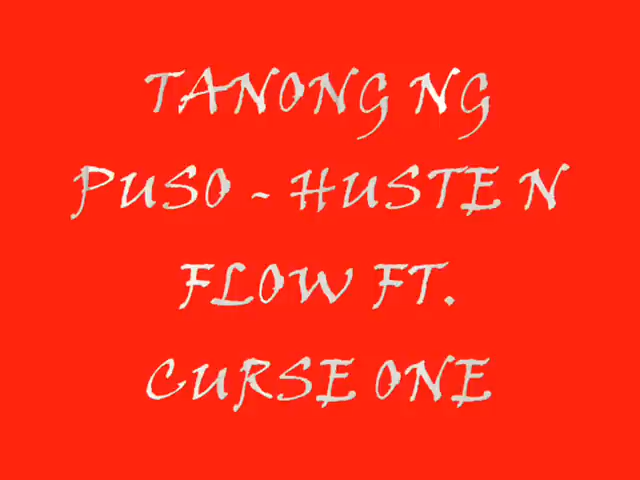 TANONG NG
PUSO - HUSTE N
FLOW FT.
CURSE ONE